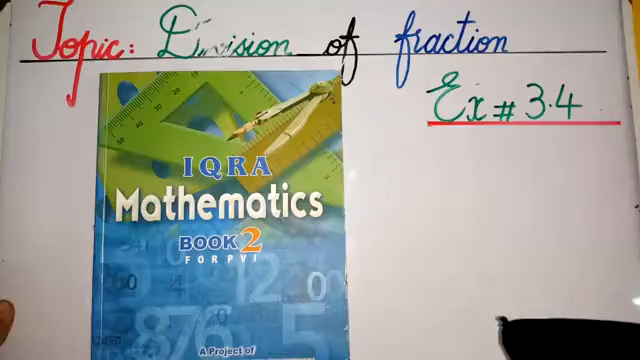 Topic: Division of fraction
Ex # 3.4
IQRA
Mathematics
BOOK 2
FOR PVI
A Project of